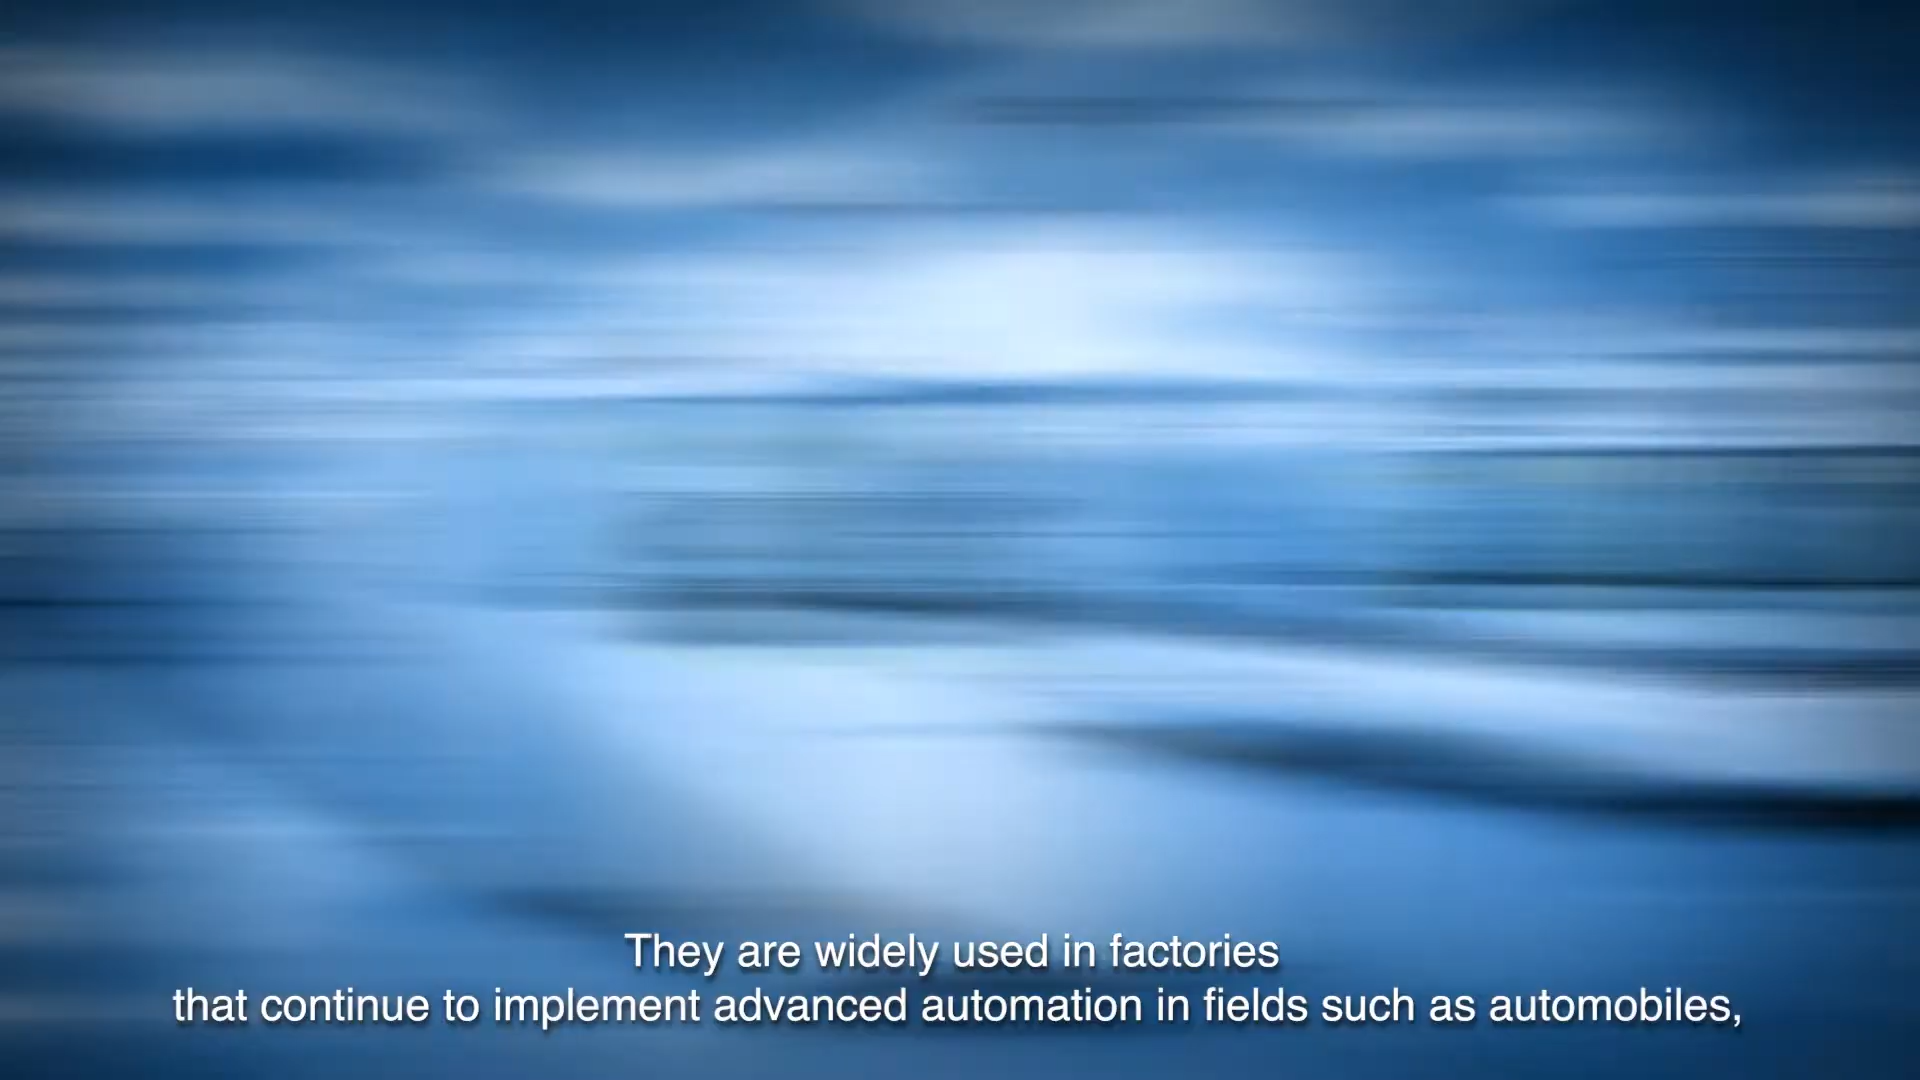 They are widely used in factories
that continue to implement advanced automation in fields such as automobiles,